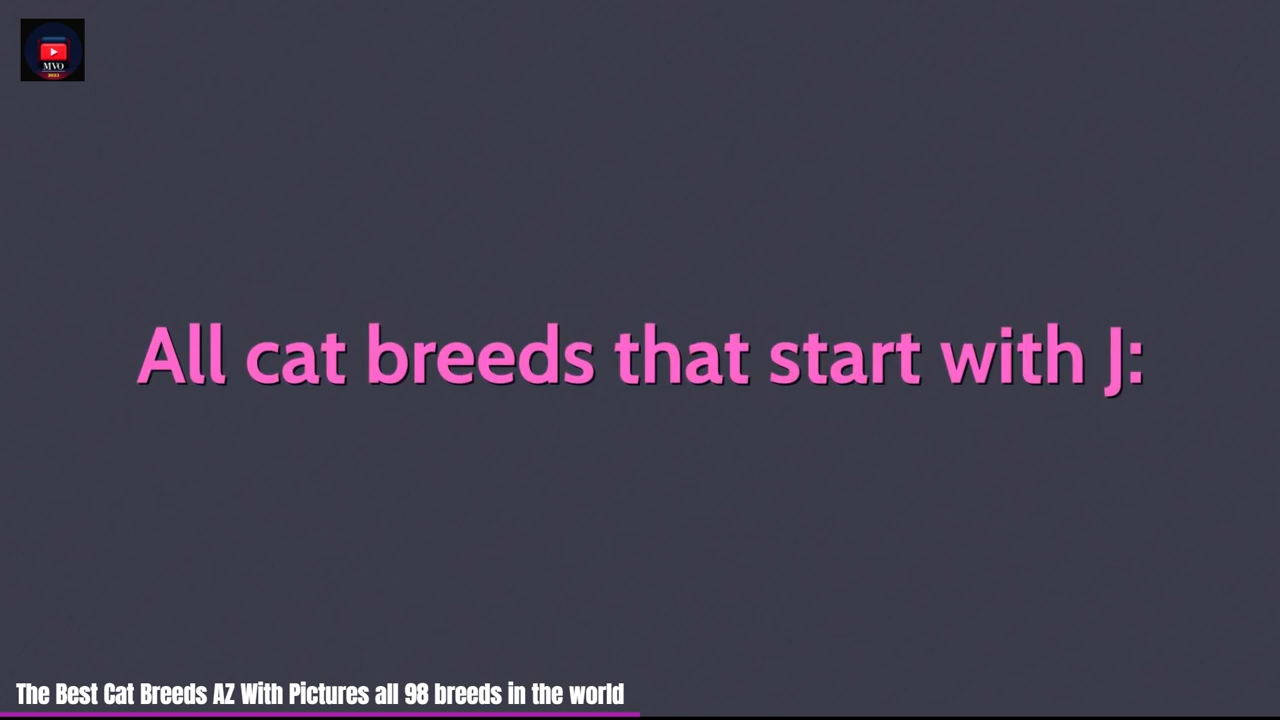 MVO
2023
All cat breeds that start with J:
The Best Cat Breeds AZ With Pictures all 98 breeds in the world